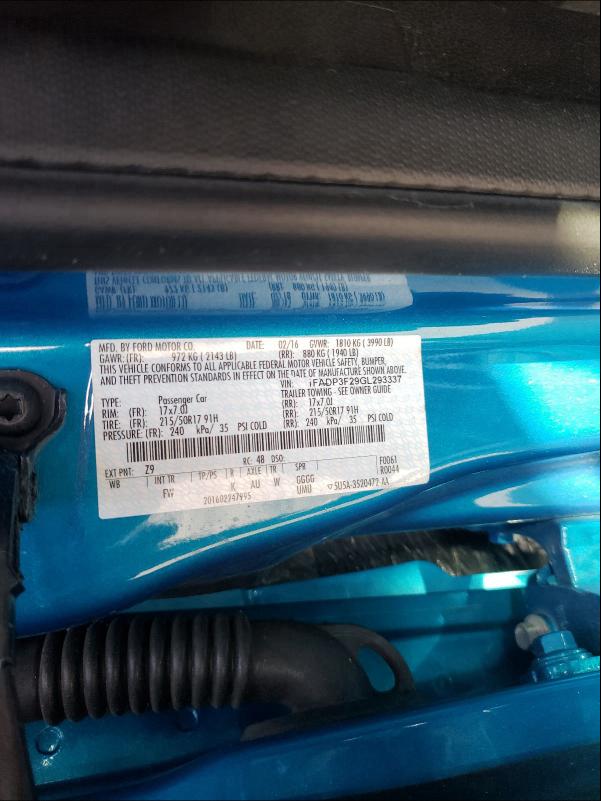 MFD. BY FORD MOTOR CO. DATE: 02/16 GVWR: 1810 KG ( 3990 LB)
GAWR: (FR): 972 KG ( 2143 LB) (RR): 880 KG ( 1940 LB)
THIS VEHICLE CONFORMS TO ALL APPLICABLE FEDERAL MOTOR VEHICLE SAFETY, BUMPER,
AND THEFT PREVENTION STANDARDS IN EFFECT ON THE DATE OF MANUFACTURE SHOWN ABOVE.
VIN: 1FADP3F29GL293337
TYPE: Passenger Car TRAILER TOWING - SEE OWNER GUIDE
RIM: (FR): 17x7.0J (RR): 17x7.0J
TIRE: (FR): 215/50R17 91H (RR): 215/50R17 91H
PRESSURE: (FR): 240 kPa/ 35 PSI COLD (RR): 240 kPa/ 35 PSI COLD
EXT PNT: Z9 RC: 48 DSO: F0061
WB INT TR TP/PS R AXLE TR SPR R0044
FW K AU W GGGG
UMU
201602247995 ▽ 5U5A-3520472-AA